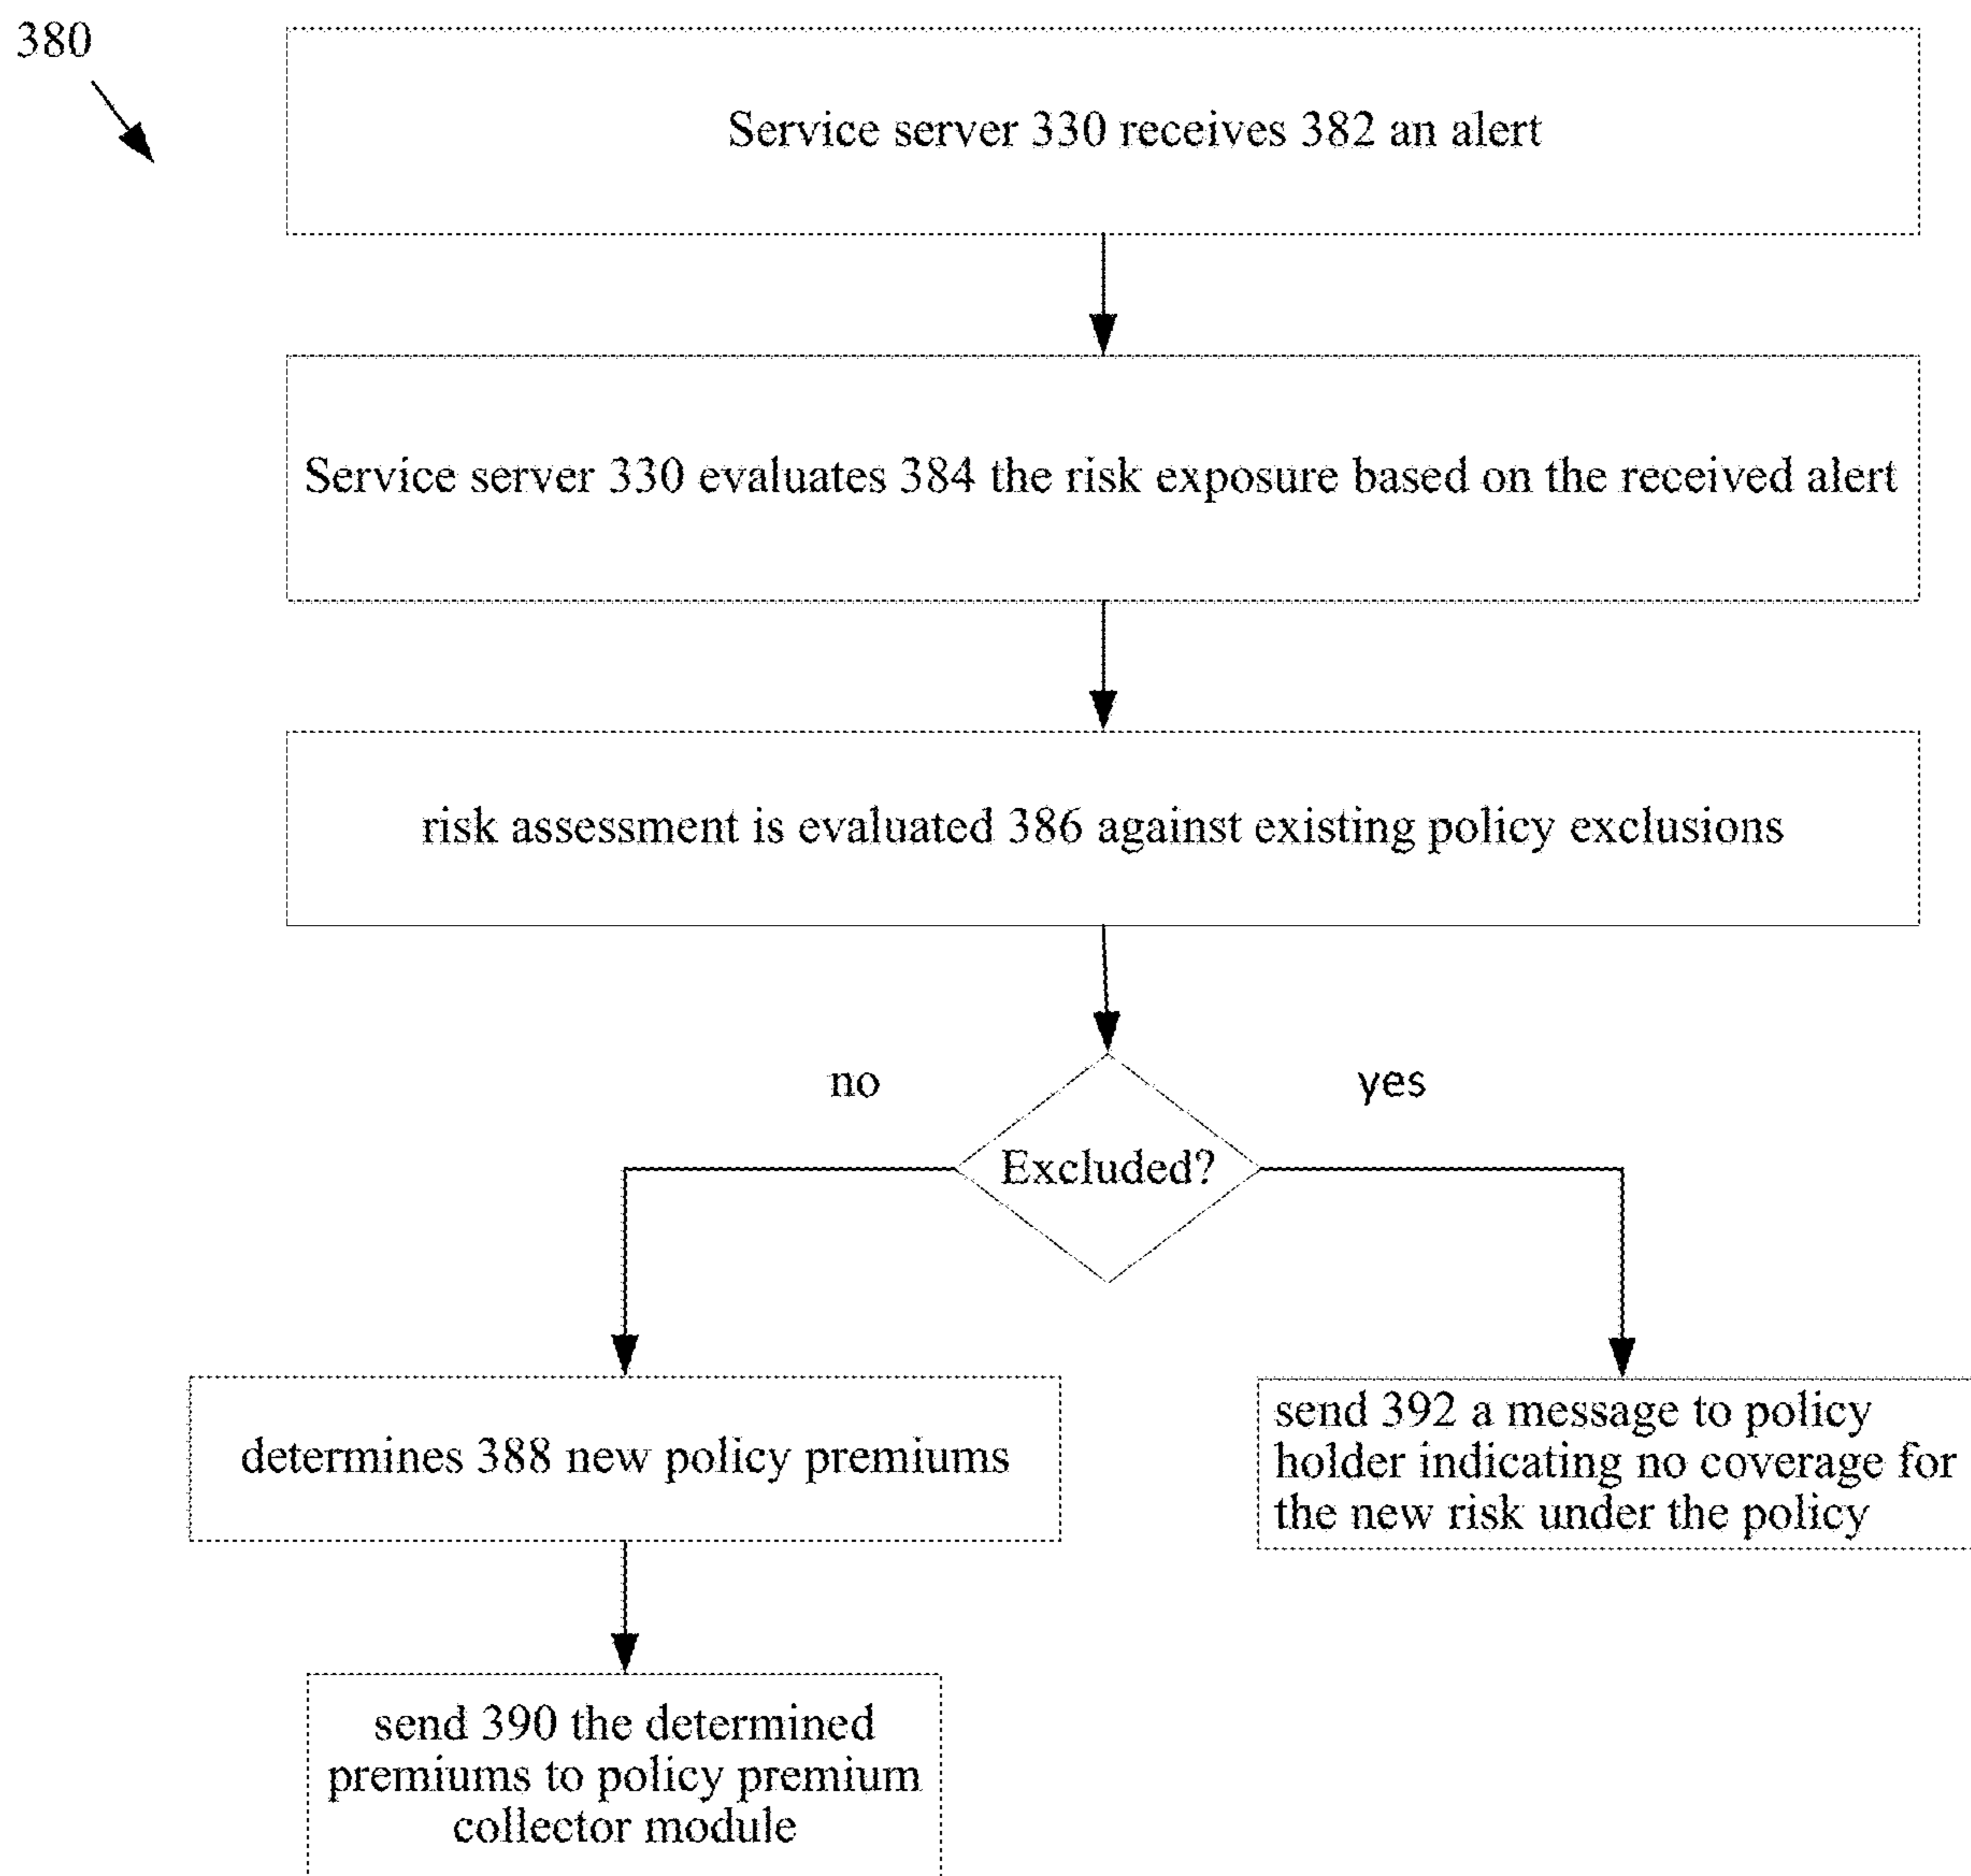 380
Service server 330 receives 382 an alert
Service server 330 evaluates 384 the risk exposure based on the received alert
risk assessment is evaluated 386 against existing policy exclusions
no
yes
Excluded?
determines 388 new policy premiums
send 392 a message to policy
holder indicating no coverage for
the new risk under the policy
send 390 the determined
premiums to policy premium
collector module